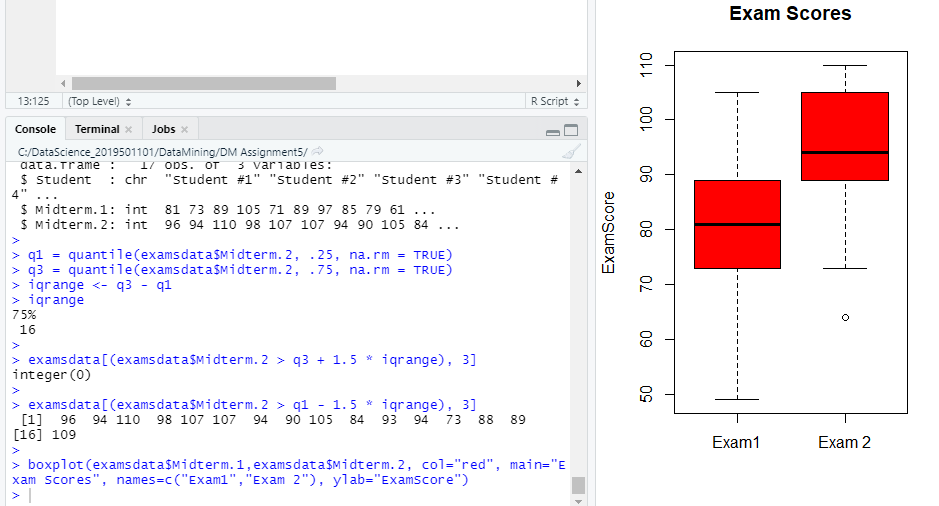 13:125 (Top Level) R Script
Console Terminal Jobs
C:/DataScience_2019501101/DataMining/DM Assignment5/
'data.frame': 17 obs. of 3 variables:
$ Student : chr "Student #1" "Student #2" "Student #3" "Student #
4" ...
$ Midterm.1: int 81 73 89 105 71 89 97 85 79 61 ...
$ Midterm.2: int 96 94 110 98 107 107 94 90 105 84 ...
>
> q1 = quantile(examsdata$Midterm.2, .25, na.rm = TRUE)
> q3 = quantile(examsdata$Midterm.2, .75, na.rm = TRUE)
> iqrange <- q3 - q1
> iqrange
75%
16
>
> examsdata[(examsdata$Midterm.2 > q3 + 1.5 * iqrange), 3]
integer(0)
>
> examsdata[(examsdata$Midterm.2 > q1 - 1.5 * iqrange), 3]
[1] 96 94 110 98 107 107 94 90 105 84 93 94 73 88 89
[16] 109
>
> boxplot(examsdata$Midterm.1,examsdata$Midterm.2, col="red", main="E
xam Scores", names=c("Exam1","Exam 2"), ylab="ExamScore")
>
Exam Scores
ExamScore
110
100
90
80
70
60
50
Exam1 Exam 2